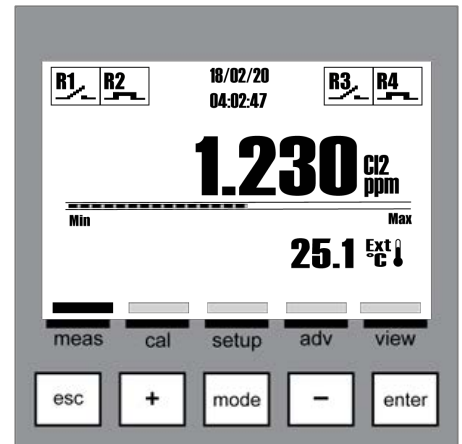 R1 R2 18/02/20 R3 R4
04:02:47
1.230 Cl2 ppm
Min Max
25.1 Ext °C
meas cal setup adv view
esc + mode - enter